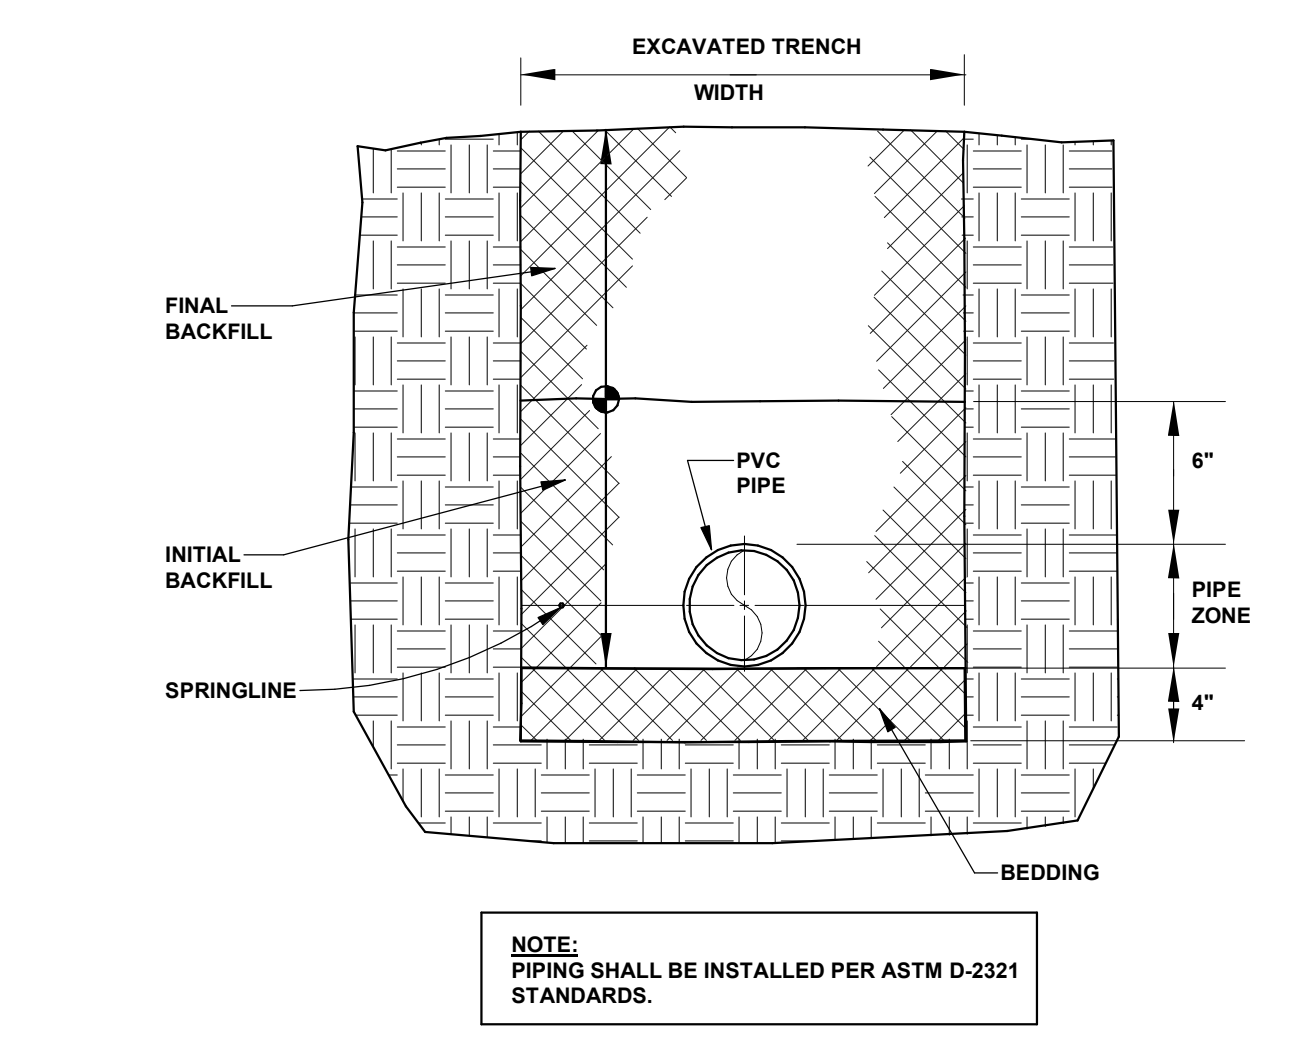 EXCAVATED TRENCH
WIDTH
FINAL
BACKFILL
PVC
PIPE
6"
INITIAL
BACKFILL
PIPE
ZONE
SPRINGLINE
4"
BEDDING
NOTE:
PIPING SHALL BE INSTALLED PER ASTM D-2321
STANDARDS.